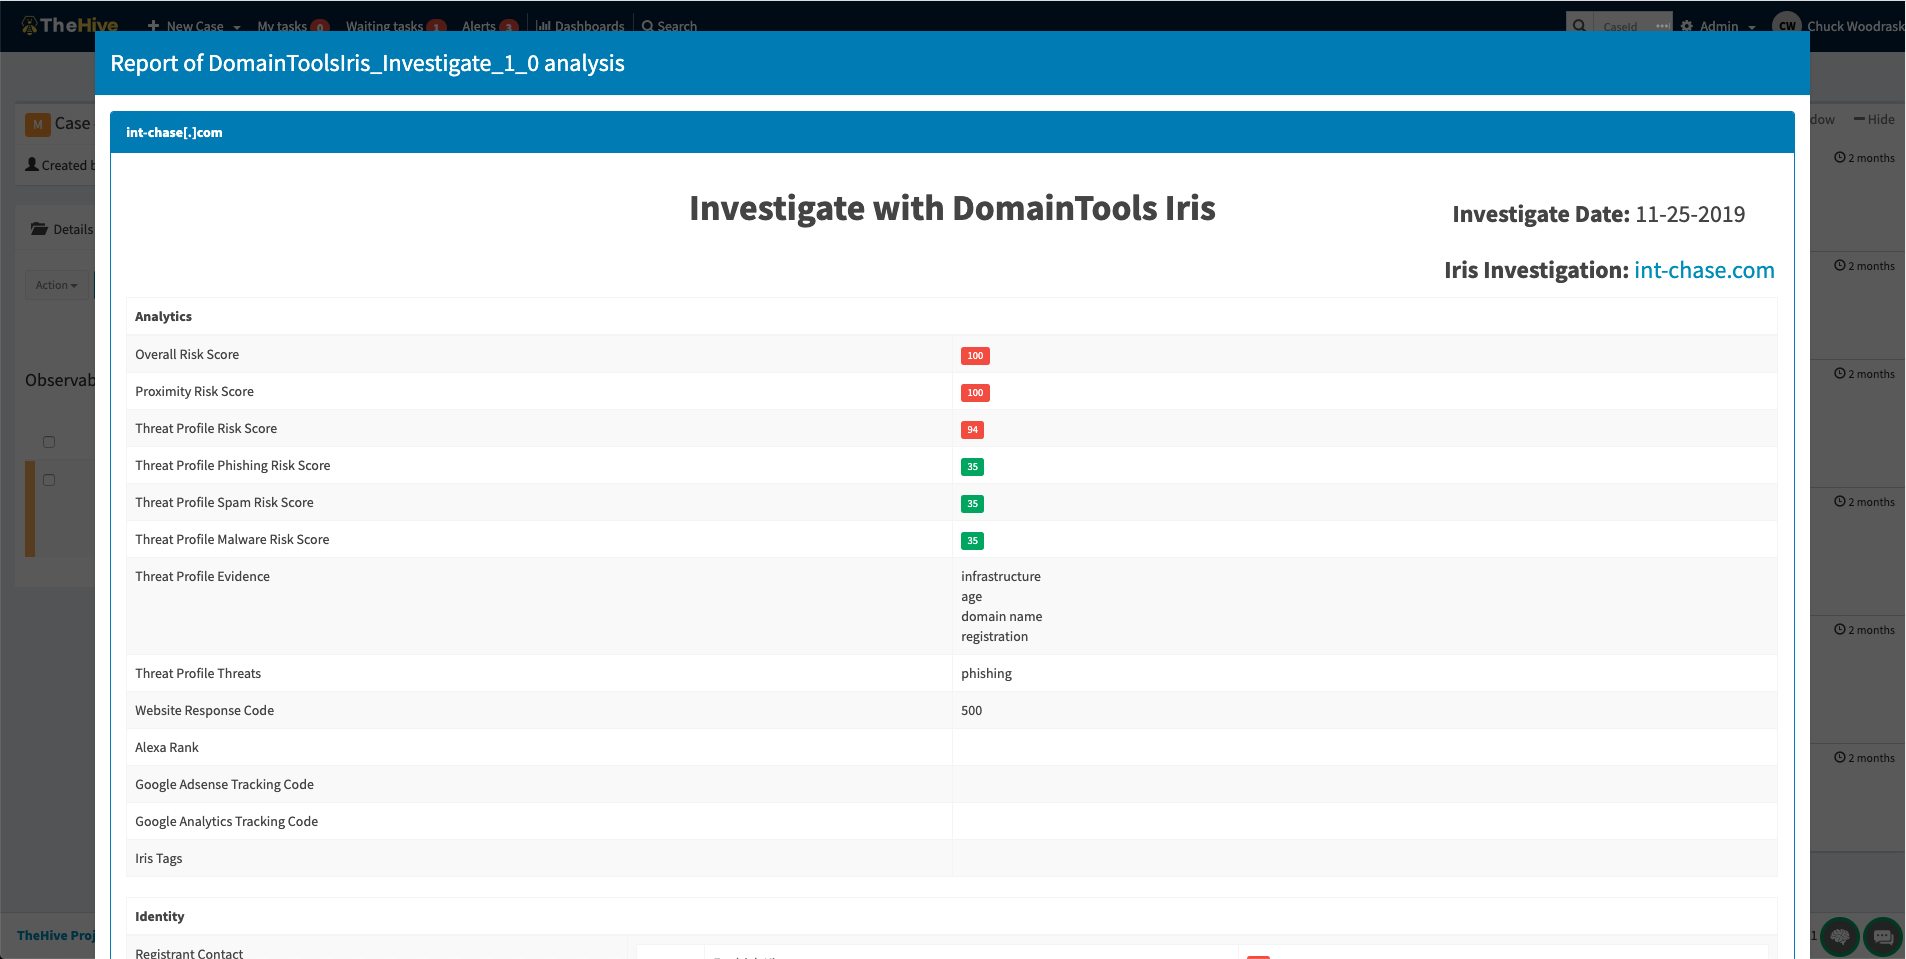 TheHive
New Case
My tasks 0
Waiting tasks 1
Alerts 3
Dashboards
Search
CaseId
Admin
CW Chuck Woodrask
Report of DomainToolsIris_Investigate_1_0 analysis
M Case
Created b
Details
Action
Observab
dow
Hide
2 months
2 months
2 months
2 months
2 months
2 months
int-chase[.]com
Investigate with DomainTools Iris
Investigate Date: 11-25-2019
Iris Investigation: int-chase.com
Analytics
Overall Risk Score 100
Proximity Risk Score 100
Threat Profile Risk Score 94
Threat Profile Phishing Risk Score 35
Threat Profile Spam Risk Score 35
Threat Profile Malware Risk Score 35
Threat Profile Evidence infrastructure
age
domain name
registration
Threat Profile Threats phishing
Website Response Code 500
Alexa Rank
Google Adsense Tracking Code
Google Analytics Tracking Code
Iris Tags
Identity
Registrant Contact
TheHive Proj
1